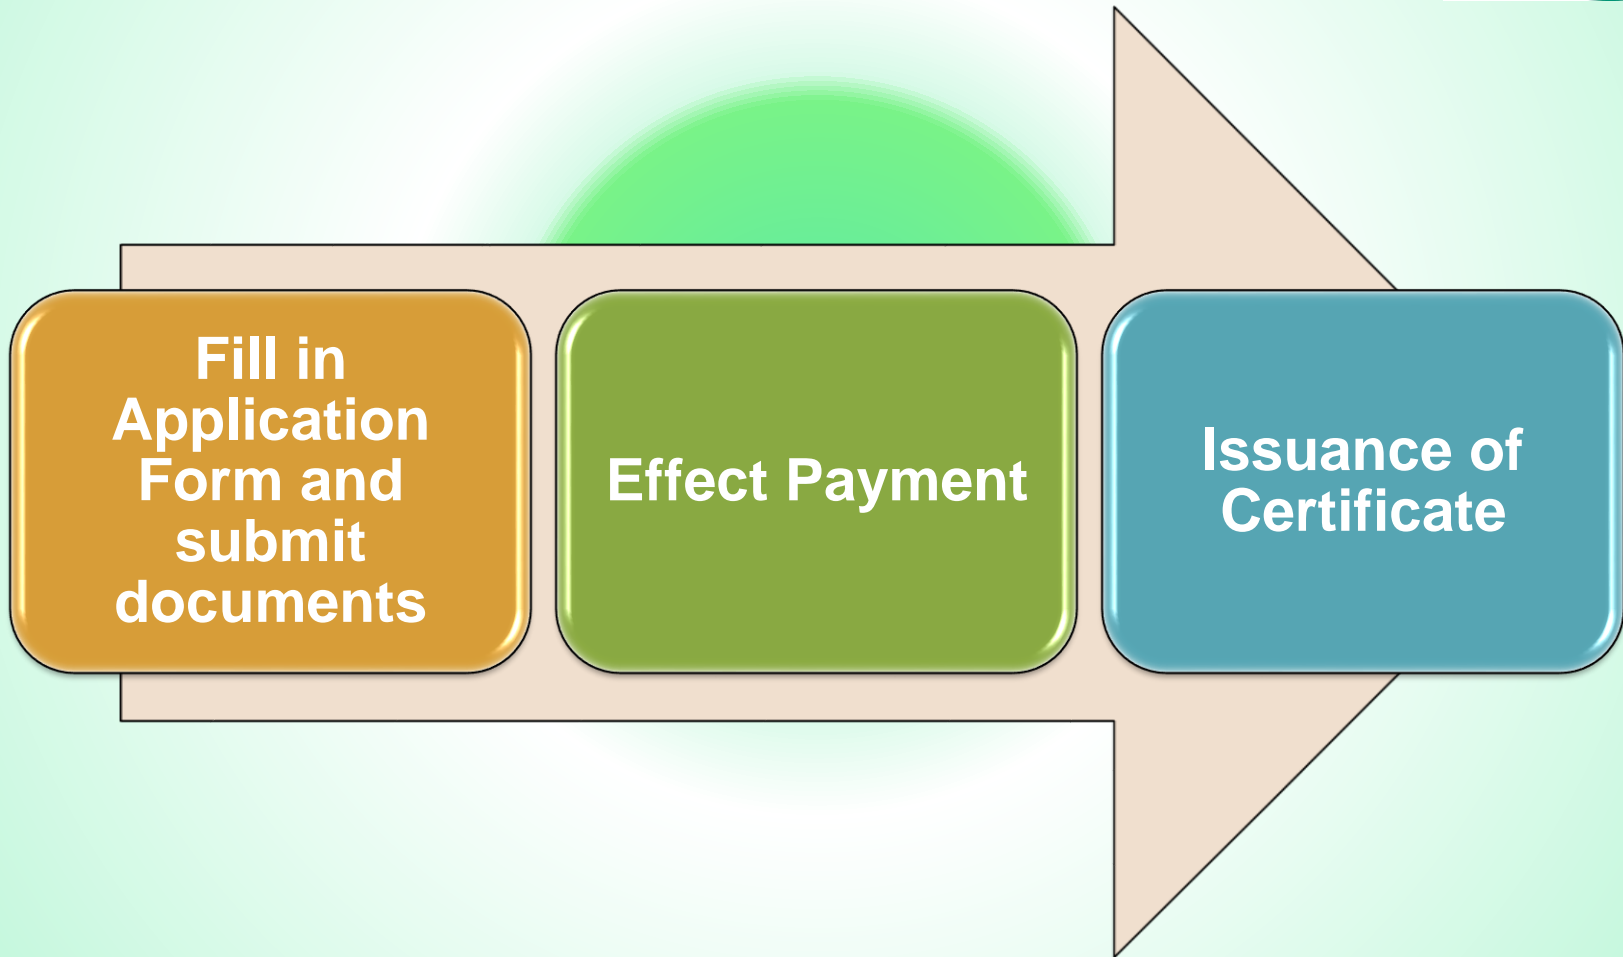 Fill in
Application
Form and
submit
documents
Effect Payment
Issuance of
Certificate